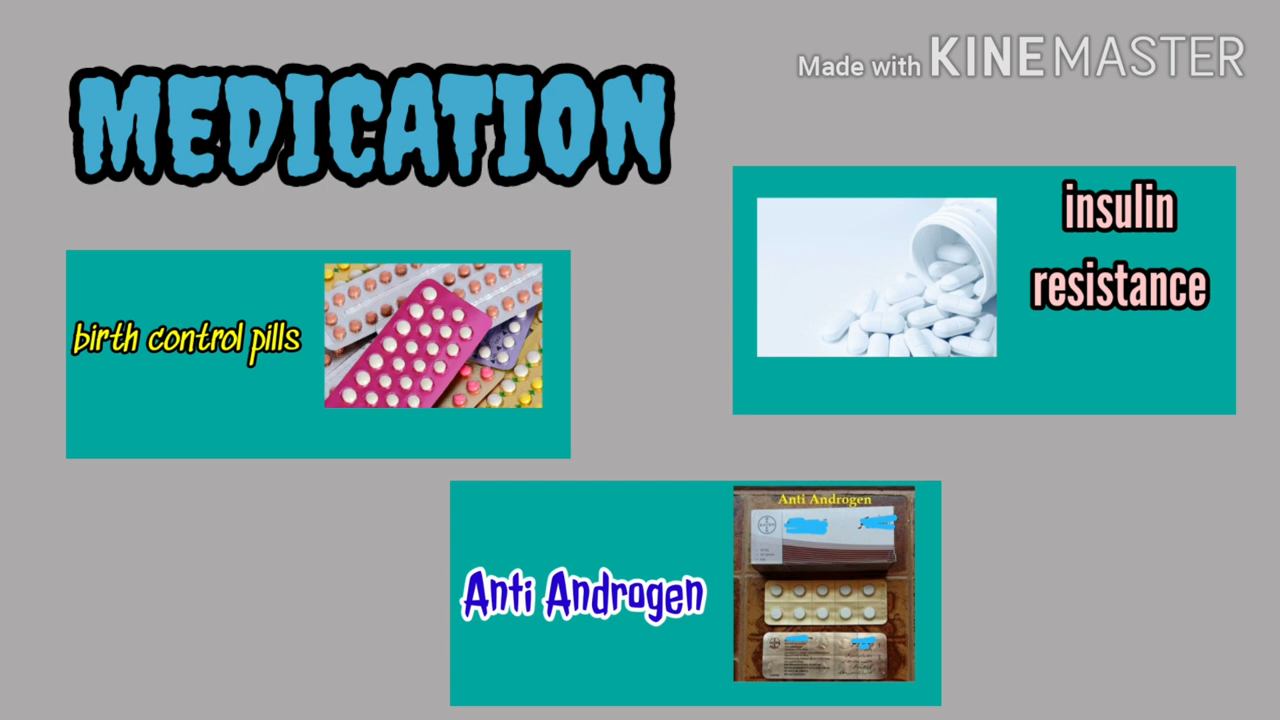 Made with KINEMASTER
MEDICATION
insulin
resistance
birth control pills
Anti Androgen
Anti Androgen